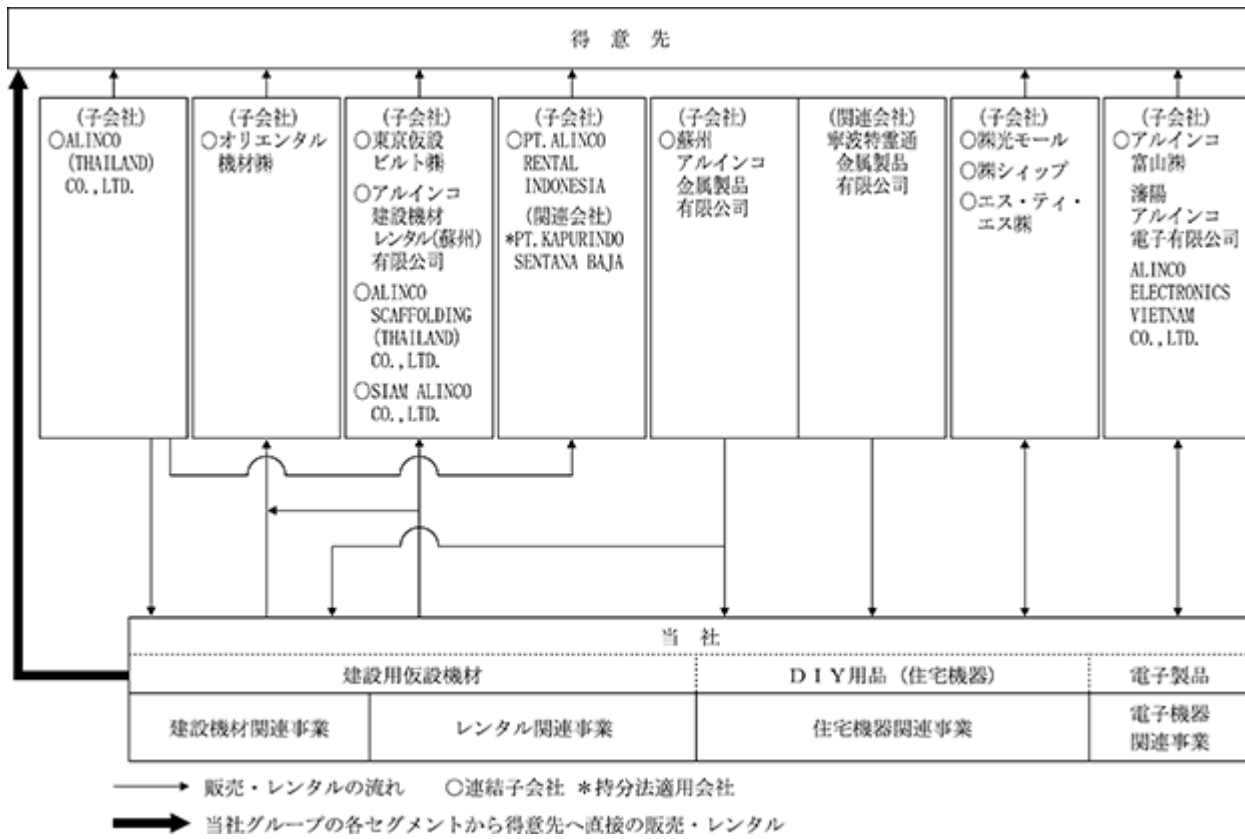 得意先
(子会社)
○ALINCO
(THAILAND)
CO.,LTD.
(子会社)
○オリエンタル
機材㈱
(子会社)
○東京仮設
ビルト㈱
○アルインコ
建設機材
レンタル(蘇州)
有限公司
○ALINCO
SCAFFOLDING
(THAILAND)
CO.,LTD.
○SIAM ALINCO
CO.,LTD.
(子会社)
○PT.ALINCO
RENTAL
INDONESIA
(関連会社)
*PT.KAPURINDO
SENTANA BAJA
(子会社)
○蘇州
アルインコ
金属製品
有限公司
(関連会社)
寧波特霊通
金属製品
有限公司
(子会社)
○㈱光モール
○㈱シィップ
○エス・ティ・
エス㈱
(子会社)
○アルインコ
富山㈱
瀋陽
アルインコ
電子有限公司
ALINCO
ELECTRONICS
VIETNAM
CO.,LTD.
当社
建設用仮設機材
DIY用品(住宅機器)
電子製品
建設機材関連事業
レンタル関連事業
住宅機器関連事業
電子機器
関連事業
販売・レンタルの流れ ○連結子会社 *持分法適用会社
当社グループの各セグメントから得意先へ直接の販売・レンタル